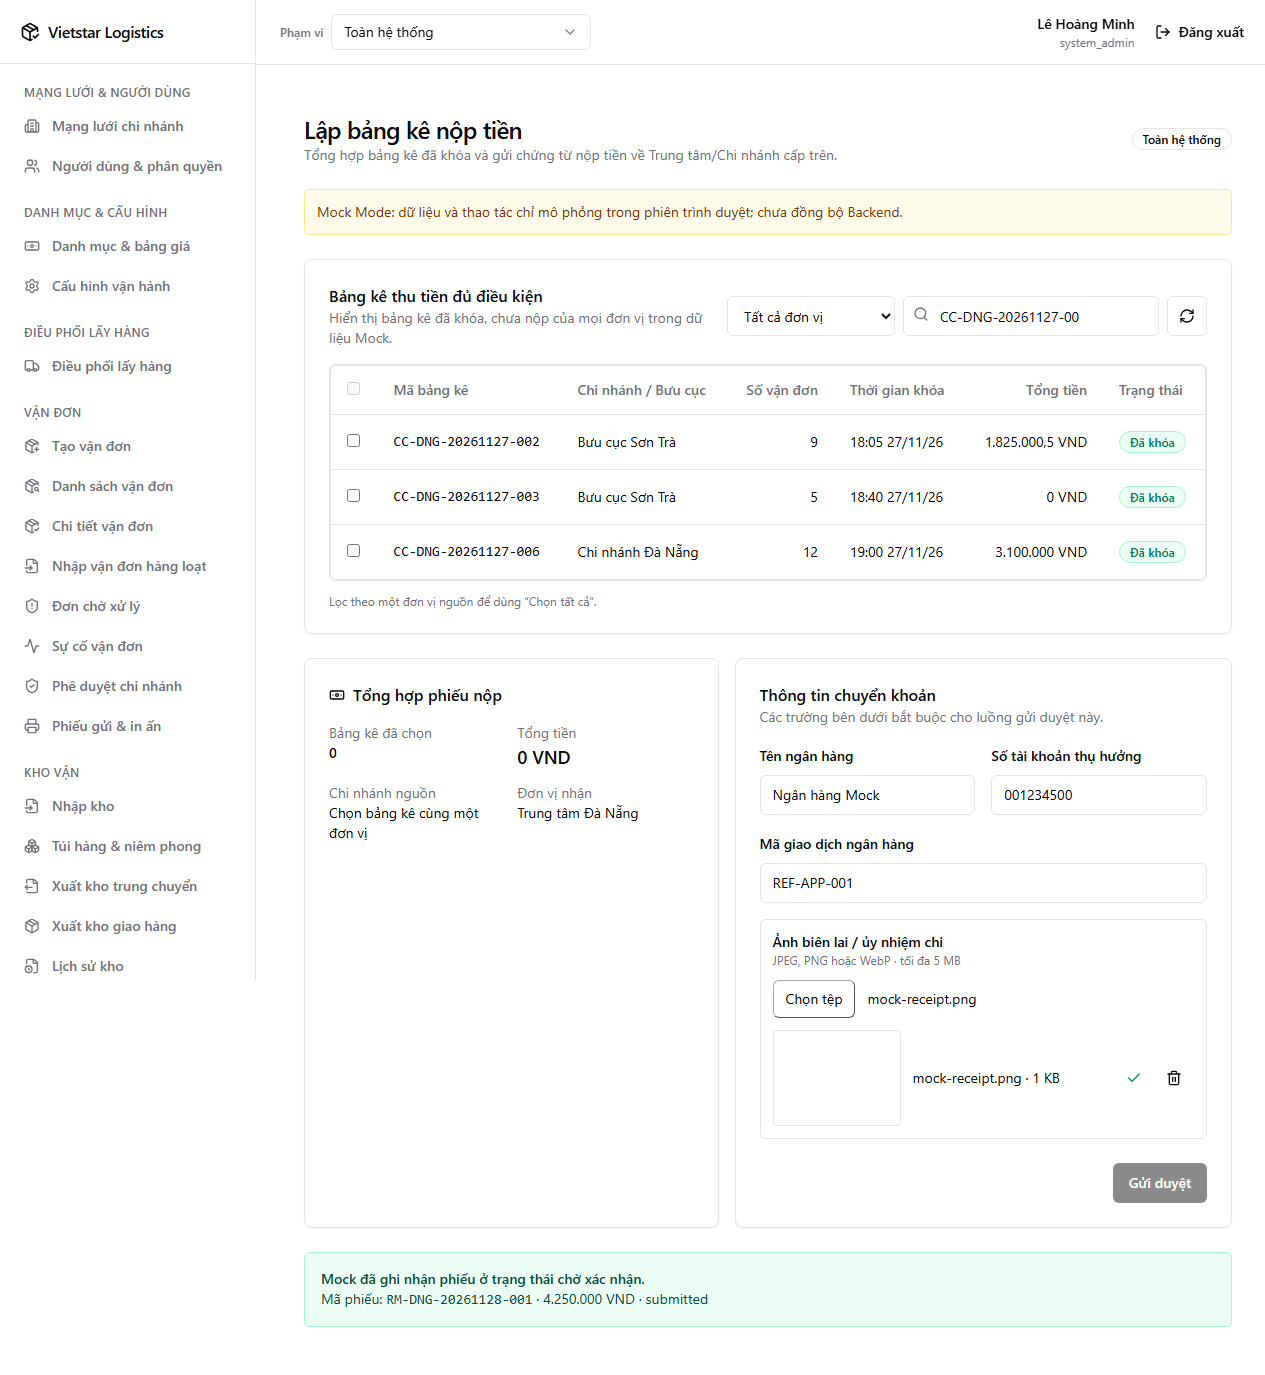 Vietstar Logistics
Phạm vi
Toàn hệ thống
Lê Hoàng Minh
system_admin
Đăng xuất
MẠNG LƯỚI & NGƯỜI DÙNG
Mạng lưới chi nhánh
Người dùng & phân quyền
DANH MỤC & CẤU HÌNH
Danh mục & bảng giá
Cấu hình vận hành
ĐIỀU PHỐI LẤY HÀNG
Điều phối lấy hàng
VẬN ĐƠN
Tạo vận đơn
Danh sách vận đơn
Chi tiết vận đơn
Nhập vận đơn hàng loạt
Đơn chờ xử lý
Sự cố vận đơn
Phê duyệt chi nhánh
Phiếu gửi & in ấn
KHO VẬN
Nhập kho
Túi hàng & niêm phong
Xuất kho trung chuyển
Xuất kho giao hàng
Lịch sử kho
Lập bảng kê nộp tiền
Tổng hợp bảng kê đã khóa và gửi chứng từ nộp tiền về Trung tâm/Chi nhánh cấp trên.
Toàn hệ thống
Mock Mode: dữ liệu và thao tác chỉ mô phỏng trong phiên trình duyệt; chưa đồng bộ Backend.
Bảng kê thu tiền đủ điều kiện
Hiển thị bảng kê đã khóa, chưa nộp của mọi đơn vị trong dữ
liệu Mock.
Tất cả đơn vị
CC-DNG-20261127-00
Mã bảng kê Chi nhánh / Bưu cục Số vận đơn Thời gian khóa Tổng tiền Trạng thái
CC-DNG-20261127-002 Bưu cục Sơn Trà 9 18:05 27/11/26 1.825.000,5 VND Đã khóa
CC-DNG-20261127-003 Bưu cục Sơn Trà 5 18:40 27/11/26 0 VND Đã khóa
CC-DNG-20261127-006 Chi nhánh Đà Nẵng 12 19:00 27/11/26 3.100.000 VND Đã khóa
Lọc theo một đơn vị nguồn để dùng “Chọn tất cả”.
Tổng hợp phiếu nộp
Bảng kê đã chọn
0
Tổng tiền
0 VND
Chi nhánh nguồn
Chọn bảng kê cùng một
đơn vị
Đơn vị nhận
Trung tâm Đà Nẵng
Thông tin chuyển khoản
Các trường bên dưới bắt buộc cho luồng gửi duyệt này.
Tên ngân hàng
Ngân hàng Mock
Số tài khoản thụ hưởng
001234500
Mã giao dịch ngân hàng
REF-APP-001
Ảnh biên lai / ủy nhiệm chi
JPEG, PNG hoặc WebP · tối đa 5 MB
Chọn tệp mock-receipt.png
mock-receipt.png · 1 KB
Gửi duyệt
Mock đã ghi nhận phiếu ở trạng thái chờ xác nhận.
Mã phiếu: RM-DNG-20261128-001 · 4.250.000 VND · submitted